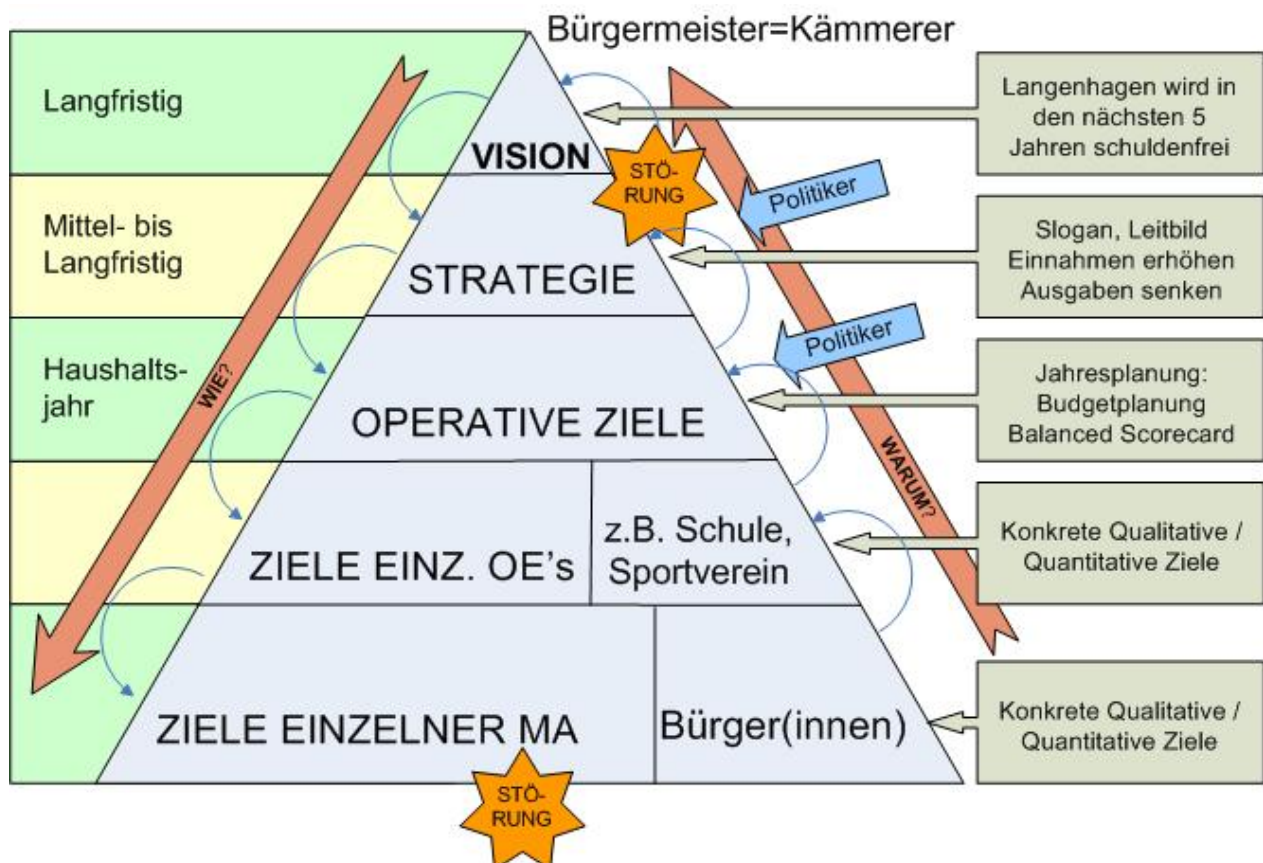 Bürgermeister=Kämmerer
Langfristig
VISION
STÖ-
RUNG
Langenhagen wird in
den nächsten 5
Jahren schuldenfrei
Mittel- bis
Langfristig
STRATEGIE
Politiker
Slogan, Leitbild
Einnahmen erhöhen
Ausgaben senken
Haushalts-
jahr
WIE?
OPERATIVE ZIELE
Politiker
Jahresplanung:
Budgetplanung
Balanced Scorecard
WARUM?
ZIELE EINZ. OE's
z.B. Schule,
Sportverein
Konkrete Qualitative /
Quantitative Ziele
ZIELE EINZELNER MA
Bürger(innen)
Konkrete Qualitative /
Quantitative Ziele
STÖ-
RUNG